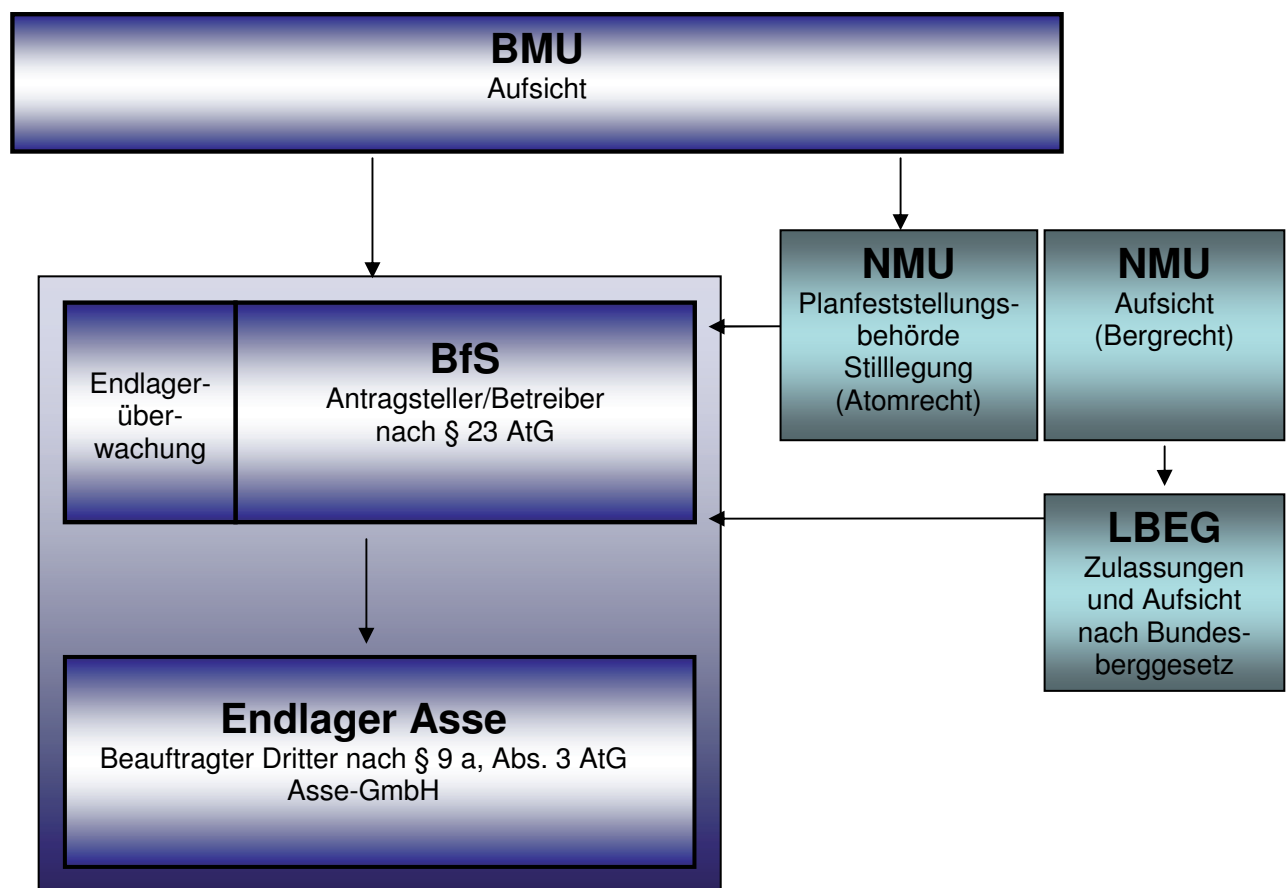 BMU
Aufsicht
NMU
Planfeststellungs-
behörde
Stilllegung
(Atomrecht)
NMU
Aufsicht
(Bergrecht)
Endlager-
über-
wachung
BfS
Antragsteller/Betreiber
nach § 23 AtG
LBEG
Zulassungen
und Aufsicht
nach Bundes-
berggesetz
Endlager Asse
Beauftragter Dritter nach § 9 a, Abs. 3 AtG
Asse-GmbH